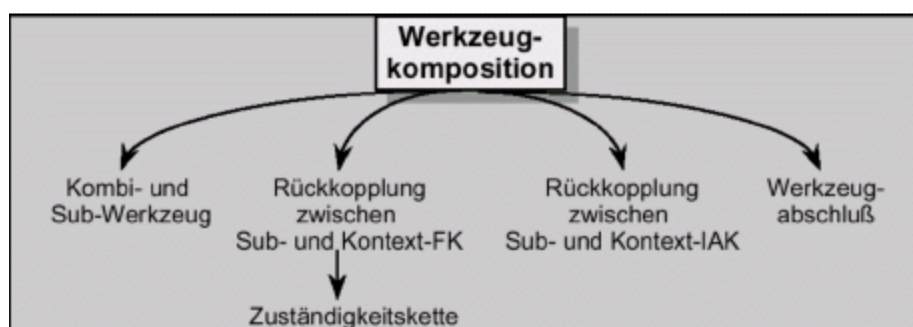 Werkzeug-
komposition
Kombi- und
Sub-Werkzeug
Rückkopplung
zwischen
Sub- und Kontext-FK
Rückkopplung
zwischen
Sub- und Kontext-IAK
Werkzeug-
abschluß
Zuständigkeitskette